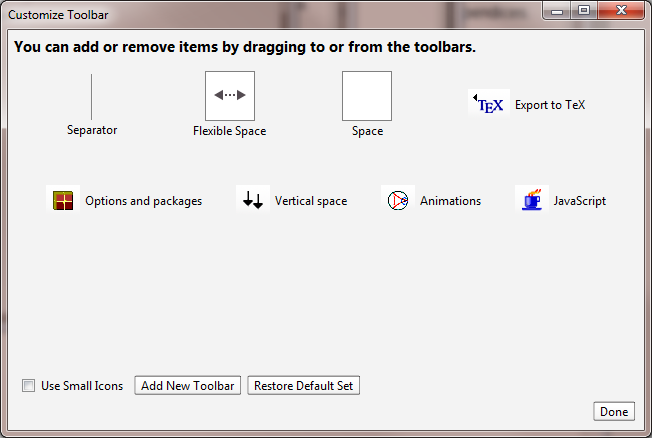 Customize Toolbar
You can add or remove items by dragging to or from the toolbars.
Separator
Flexible Space
Space
TEX
Export to TeX
Options and packages
Vertical space
Animations
JavaScript
Use Small Icons
Add New Toolbar
Restore Default Set
Done